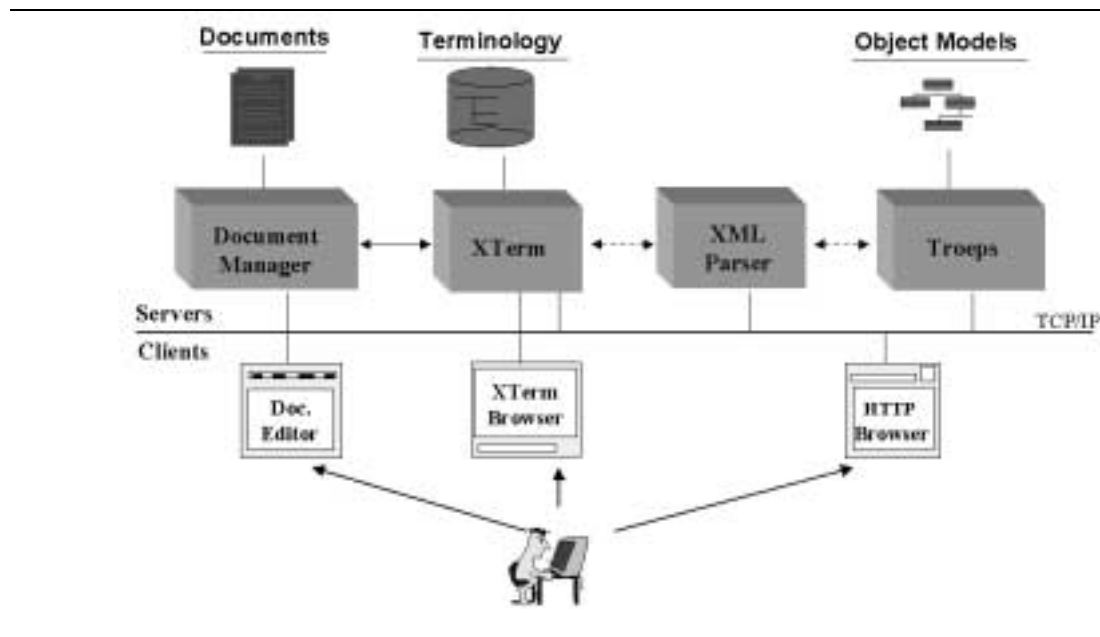 Documents
Terminology
Object Models
Document
Manager
XTerm
XML
Parser
Troeps
Servers
TCP/IP
Clients
Doc.
Editor
XTerm
Browser
HTTP
Browser